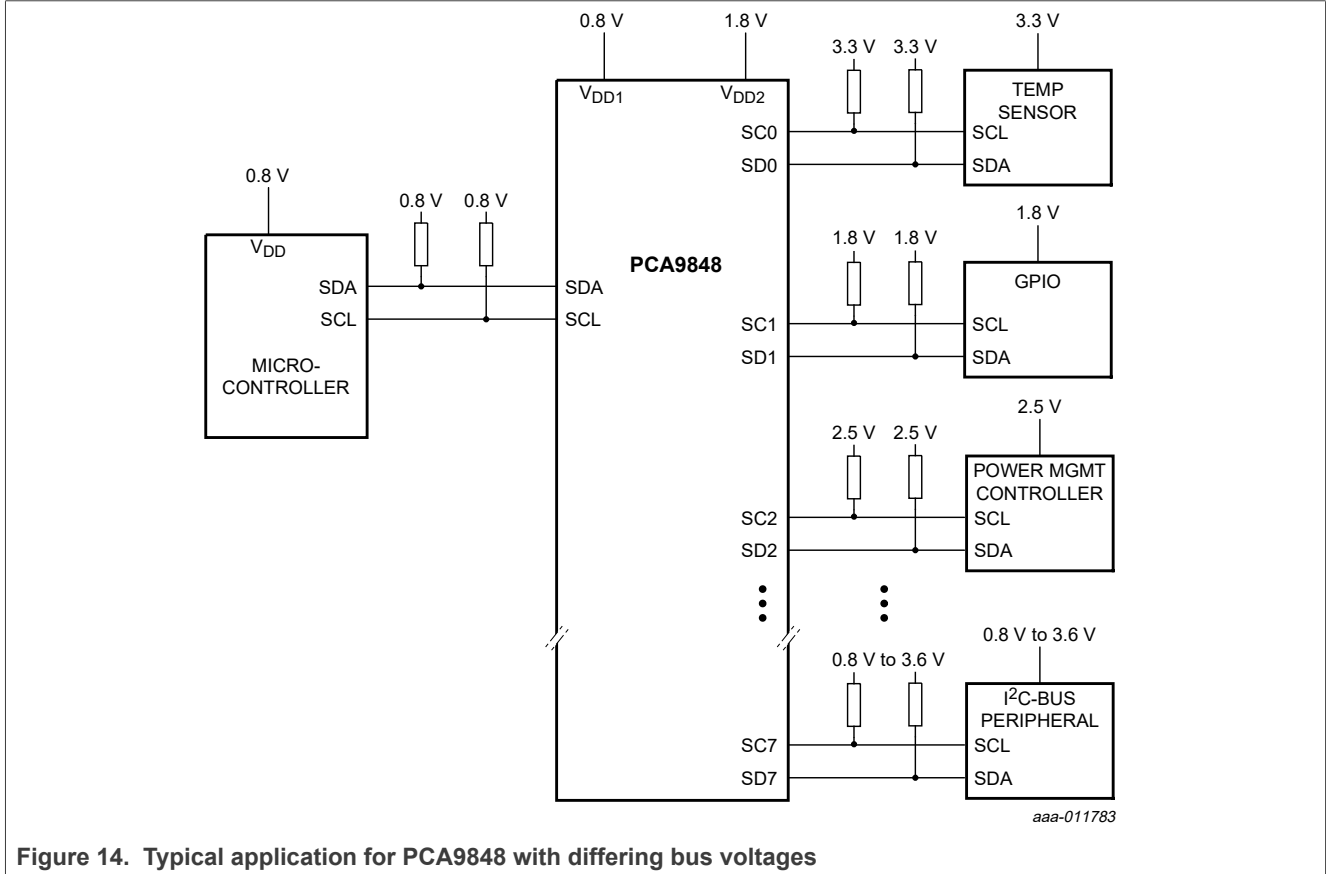 0.8 V
1.8 V
3.3 V
3.3 V 3.3 V
VDD1
VDD2
TEMP
SENSOR
SC0
SCL
SD0
SDA
0.8 V
0.8 V 0.8 V
VDD
SDA
SCL
MICRO-
CONTROLLER
SDA
SCL
PCA9848
1.8 V
1.8 V 1.8 V
GPIO
SC1
SCL
SD1
SDA
2.5 V
2.5 V 2.5 V
POWER MGMT
CONTROLLER
SC2
SCL
SD2
SDA
0.8 V to 3.6 V
0.8 V to 3.6 V
I2C-BUS
PERIPHERAL
SC7
SCL
SD7
SDA
aaa-011783
Figure 14. Typical application for PCA9848 with differing bus voltages